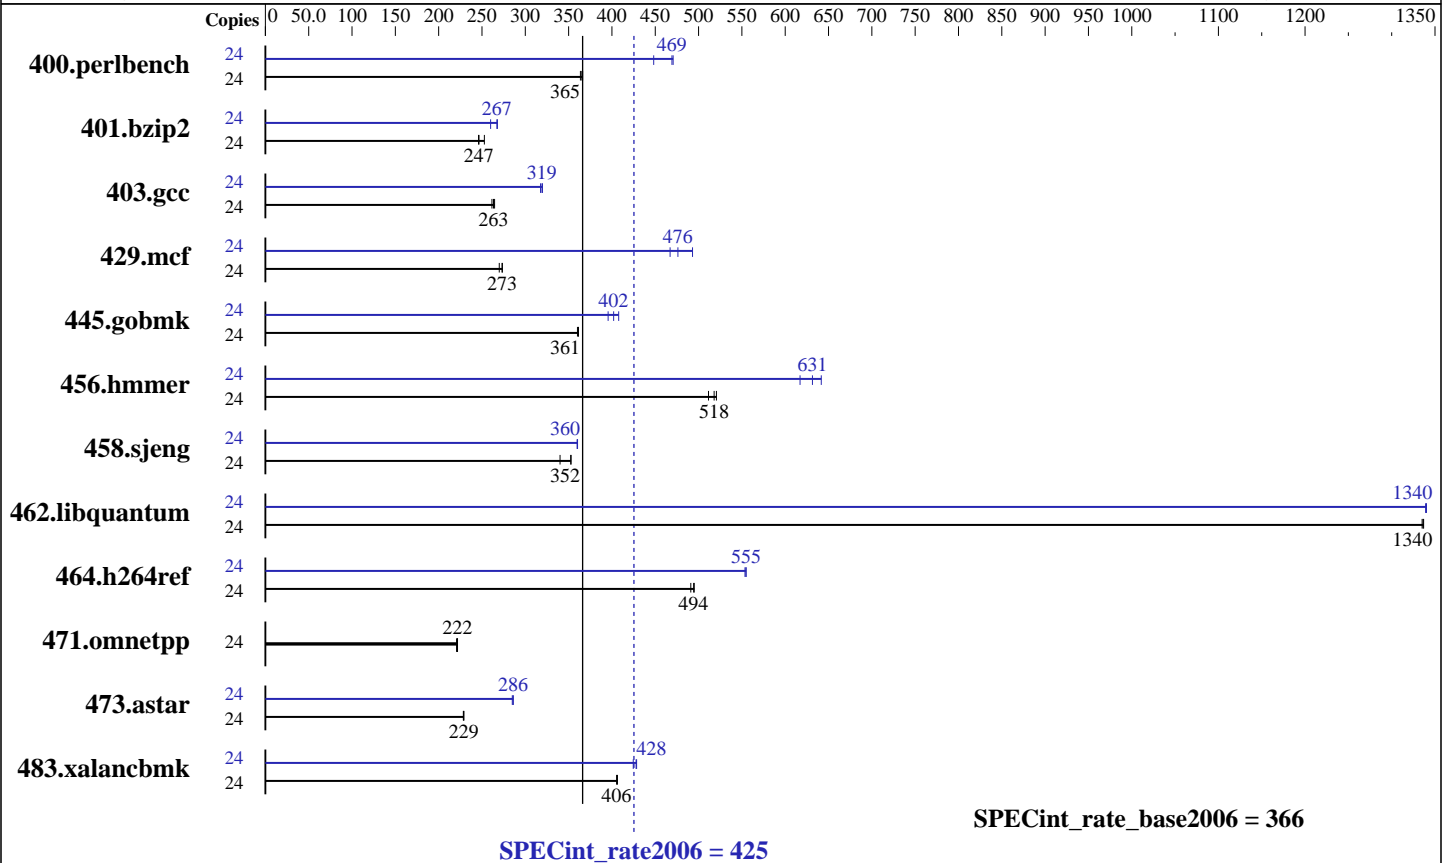 Copies 0 50.0 100 150 200 250 300 350 400 450 500 550 600 650 700 750 800 850 900 950 1000 1100 1200 1350
400.perlbench 24 469
24 365
401.bzip2 24 267
24 247
403.gcc 24 319
24 263
429.mcf 24 476
24 273
445.gobmk 24 402
24 361
456.hmmer 24 631
24 518
458.sjeng 24 360
24 352
462.libquantum 24 1340
24 1340
464.h264ref 24 555
24 494
471.omnetpp 24 222
473.astar 24 286
24 229
483.xalancbmk 24 428
24 406
SPECint_rate_base2006 = 366
SPECint_rate2006 = 425